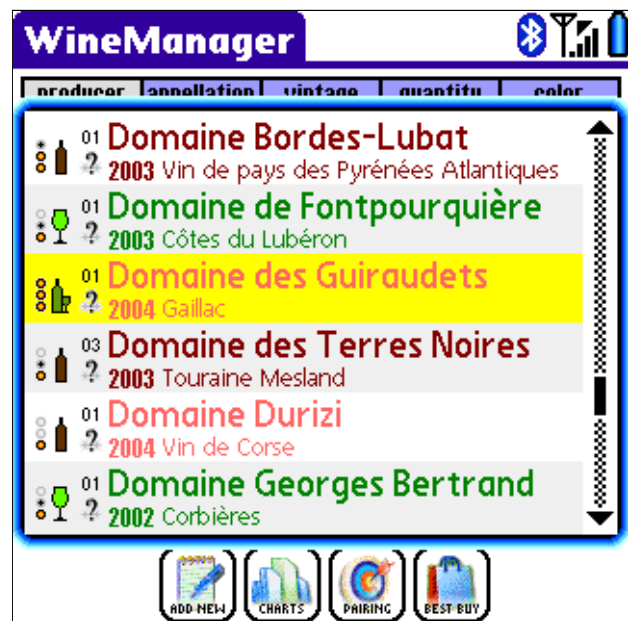 WineManager
producer appellation vintage quantity color
01 Domaine Bordes-Lubat
? 2003 Vin de pays des Pyrénées Atlantiques
01 Domaine de Fontpourquière
? 2003 Côtes du Lubéron
01 Domaine des Guiraudets
? 2004 Gaillac
03 Domaine des Terres Noires
? 2003 Touraine Mesland
01 Domaine Durizi
? 2004 Vin de Corse
01 Domaine Georges Bertrand
? 2002 Corbières
ADD NEW CHARTS PAIRING BEST BUY